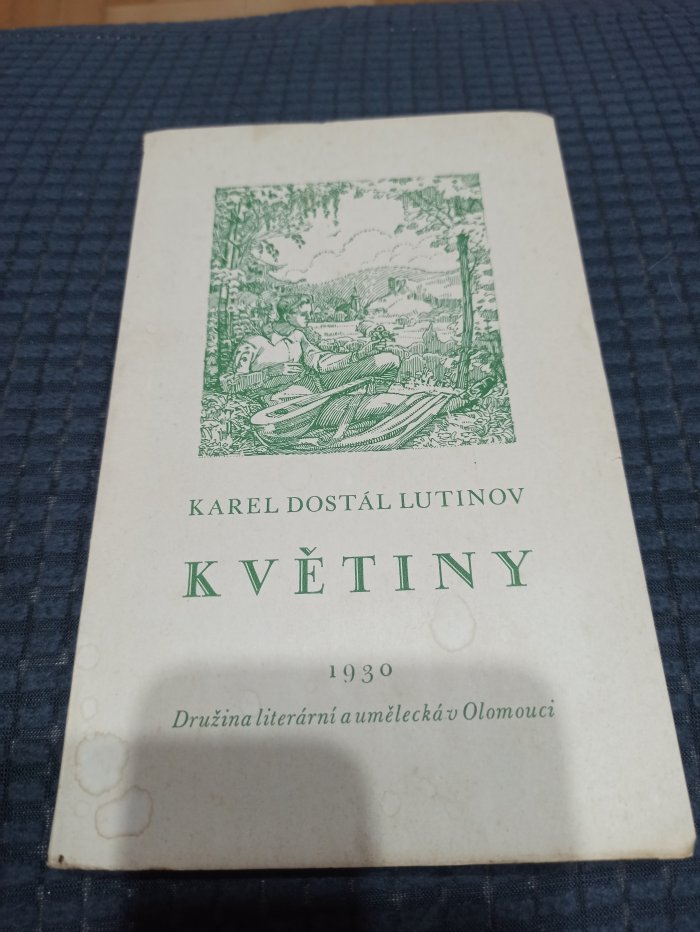 KAREL DOSTÁL LUTINOV
KVĚTINY
1930
Družina literární a umělecká v Olomouci